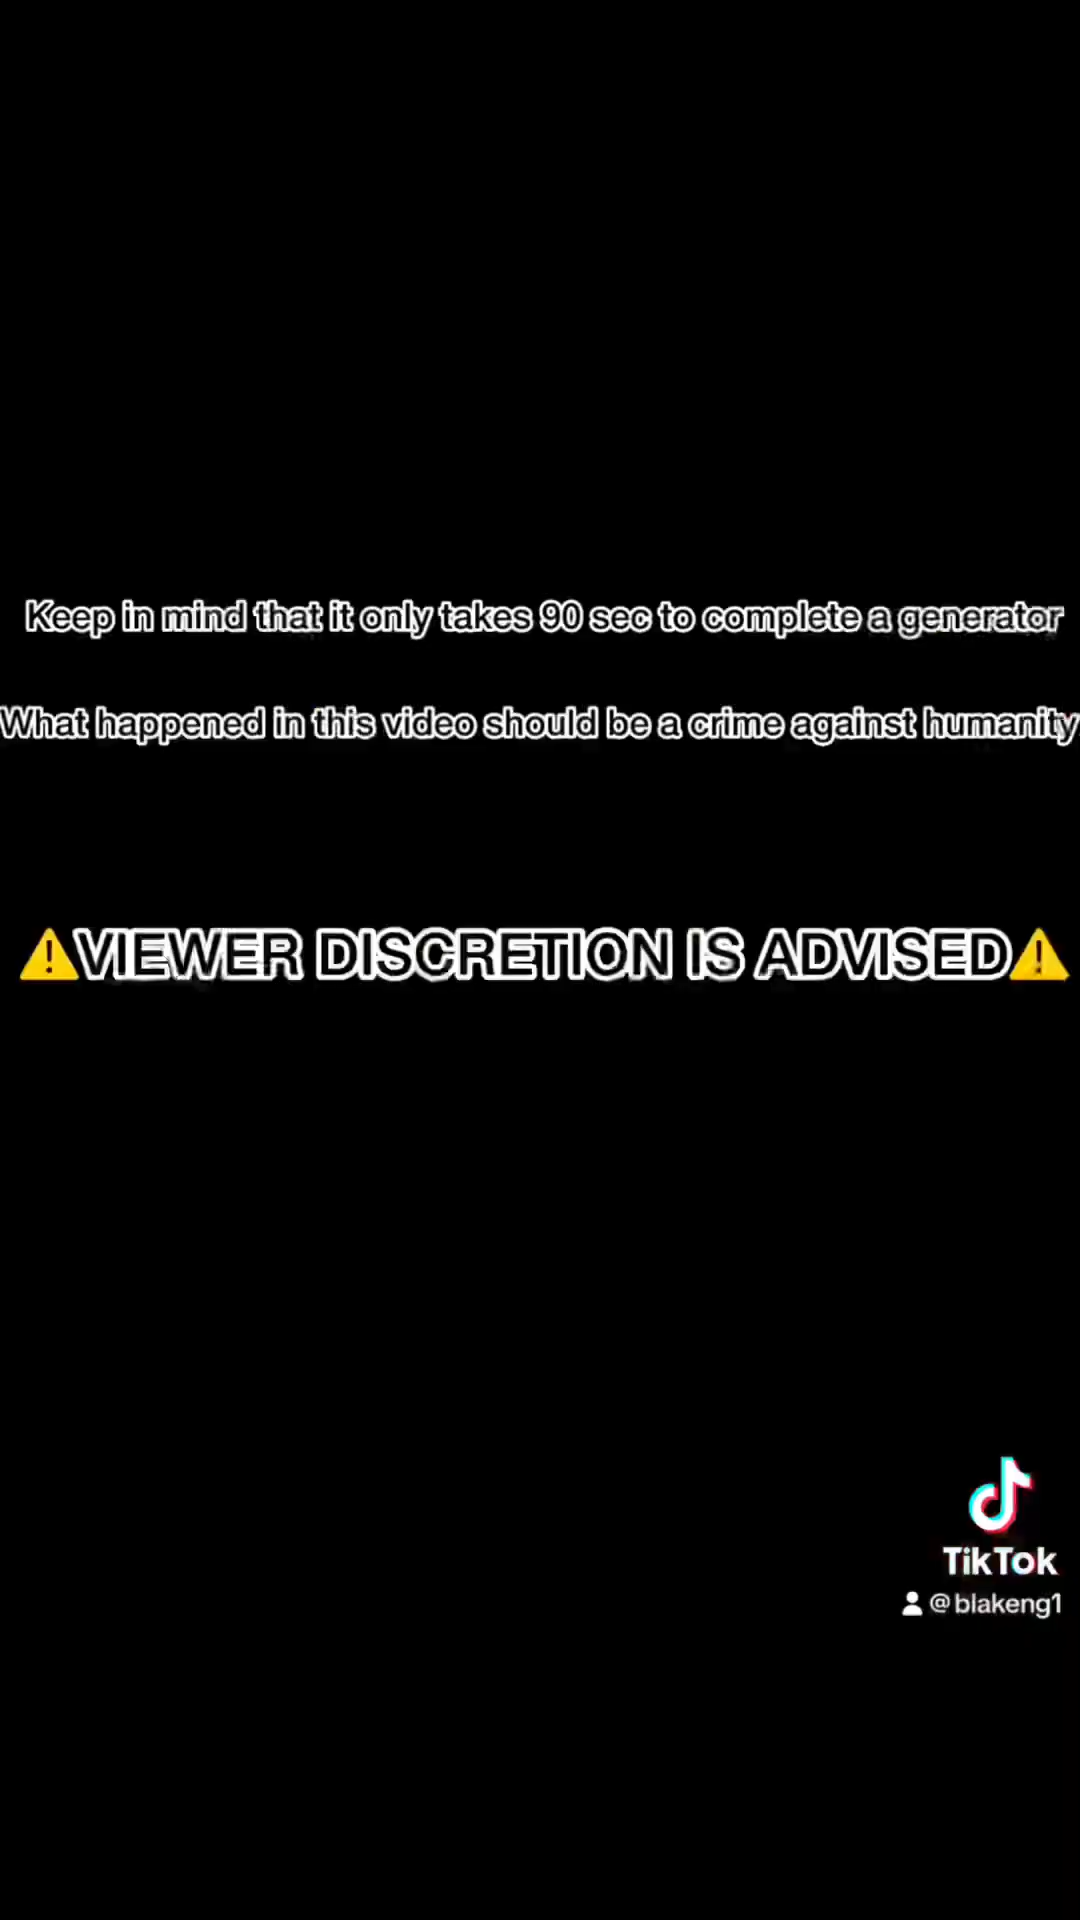 Keep in mind that it only takes 90 sec to complete a generator
What happened in this video should be a crime against humanity
⚠️VIEWER DISCRETION IS ADVISED⚠️
TikTok
@blakeng1